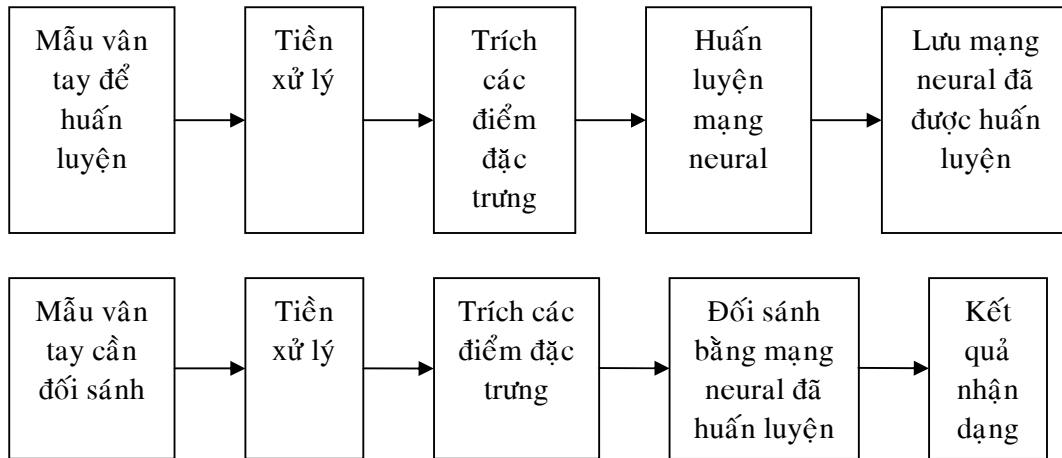 Mẫu vân
tay để
huấn
luyện
Tiền
xử lý
Trích
các
điểm
đặc
trưng
Huấn
luyện
mạng
neural
Lưu mạng
neural đã
được huấn
luyện
Mẫu vân
tay cần
đối sánh
Tiền
xử lý
Trích các
điểm đặc
trưng
Đối sánh
bằng mạng
neural đã
huấn luyện
Kết
quả
nhận
dạng